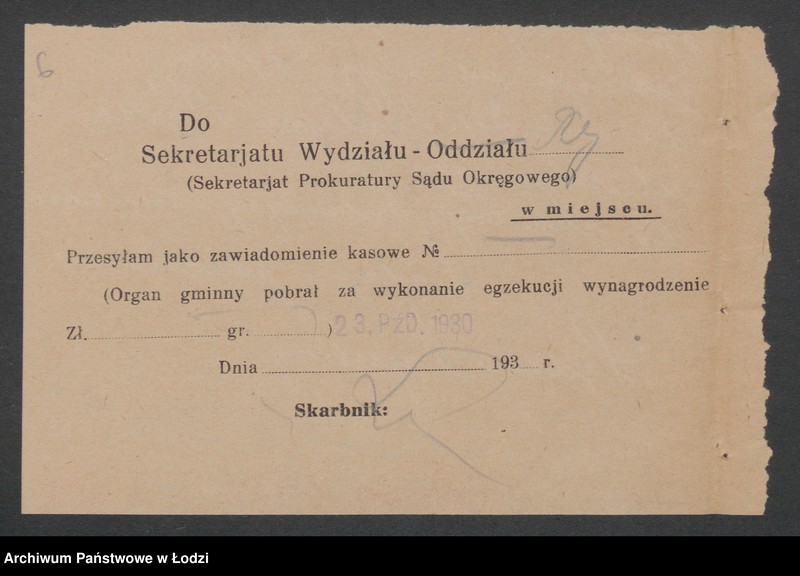 6
Do
Sekretarjatu Wydziału - Oddziału
(Sekretarjat Prokuratury Sądu Okręgowego)
w miejscu.
Przesyłam jako zawiadomienie kasowe №
(Organ gminny pobrał za wykonanie egzekucji wynagrodzenie
Zł. gr. ) 23. PŹD. 1930
Dnia 193 r.
Skarbnik:
Archiwum Państwowe w Łodzi